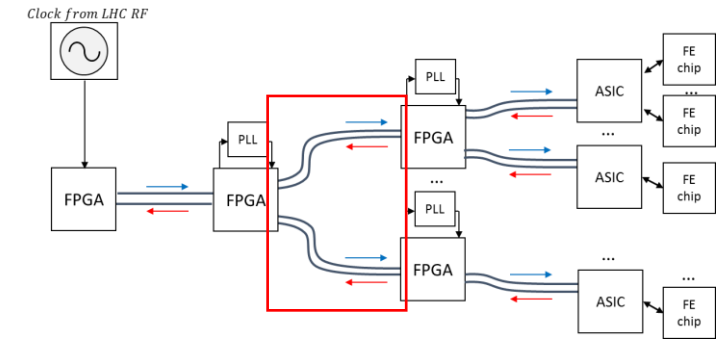 Clock from LHC RF
FPGA
PLL
FPGA
PLL
FPGA
...
PLL
FPGA
ASIC
...
ASIC
...
ASIC
FE
chip
...
FE
chip
FE
chip
...
FE
chip